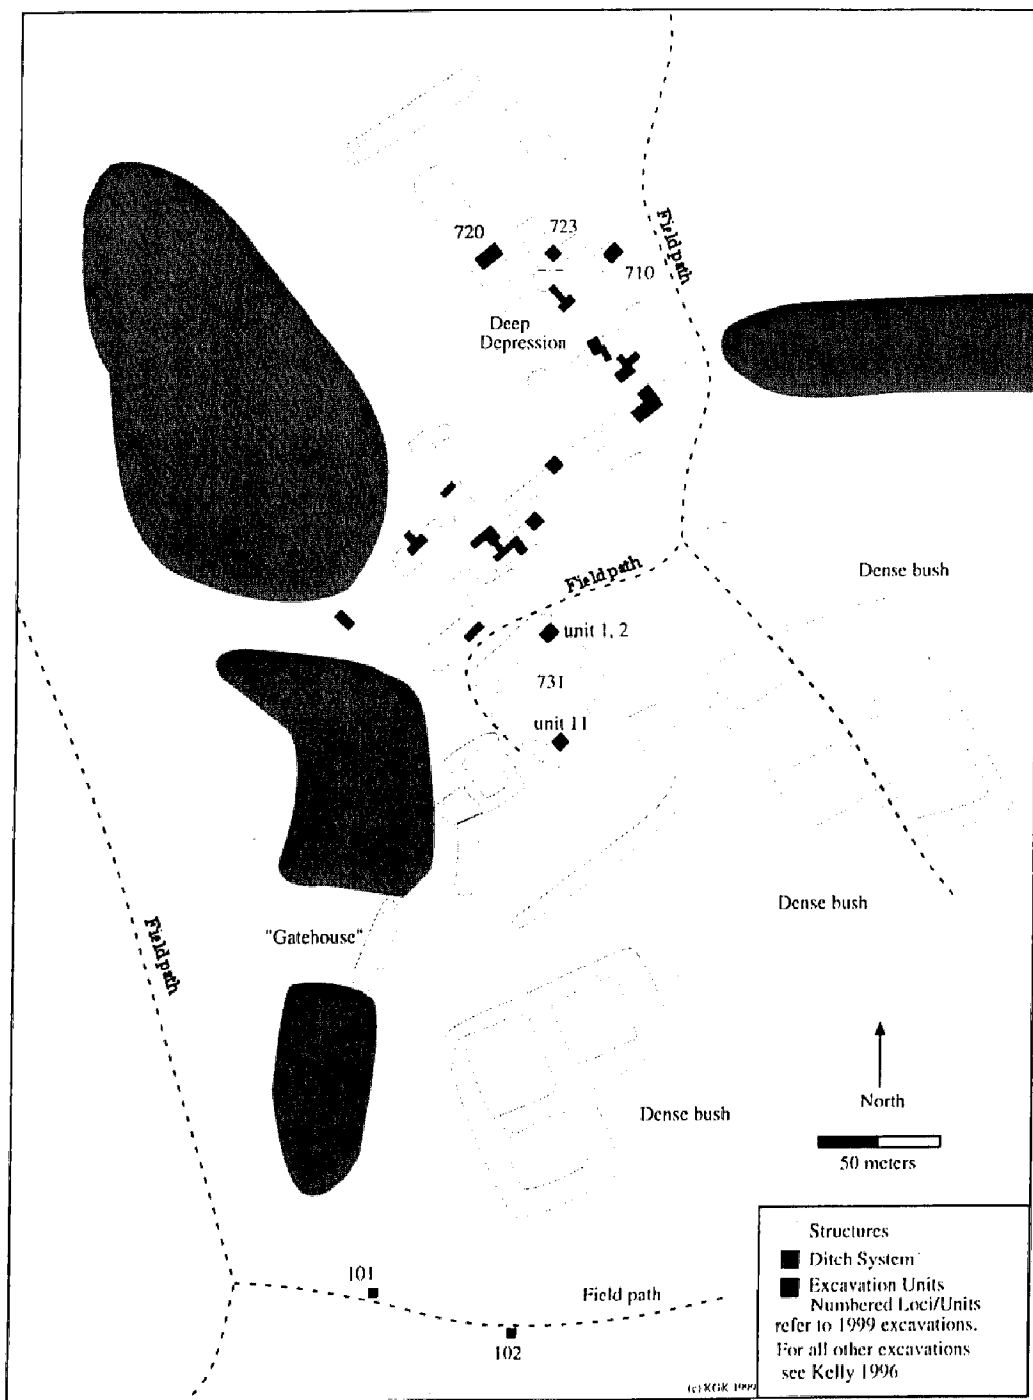 Field path
720
723
710
Deep
Depression
Field path
Dense bush
unit 1, 2
731
unit 11
Dense bush
"Gatehouse"
Field path
North
Dense bush
50 meters
Structures
Ditch System
Excavation Units
Numbered Loci/Units
refer to 1999 excavations.
For all other excavations
see Kelly 1996
101
Field path
102
(c) KGK 1999